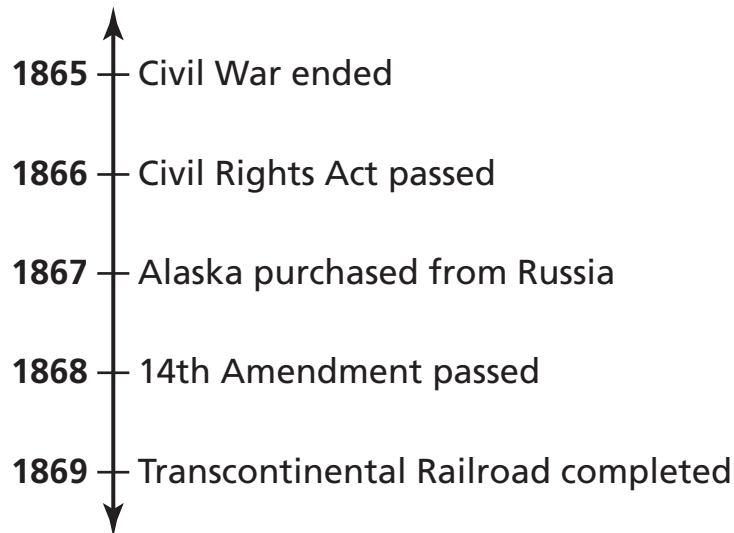 1865 Civil War ended
1866 Civil Rights Act passed
1867 Alaska purchased from Russia
1868 14th Amendment passed
1869 Transcontinental Railroad completed